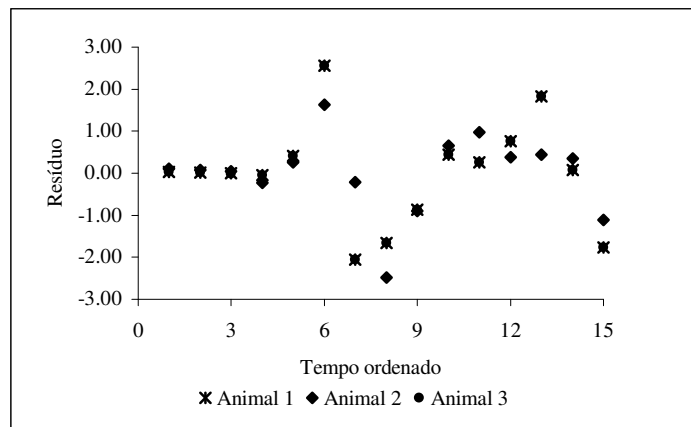 3.00
2.00
1.00
0.00
-1.00
-2.00
-3.00
Resíduo
0 3 6 9 12 15
Tempo ordenado
Animal 1 Animal 2 Animal 3